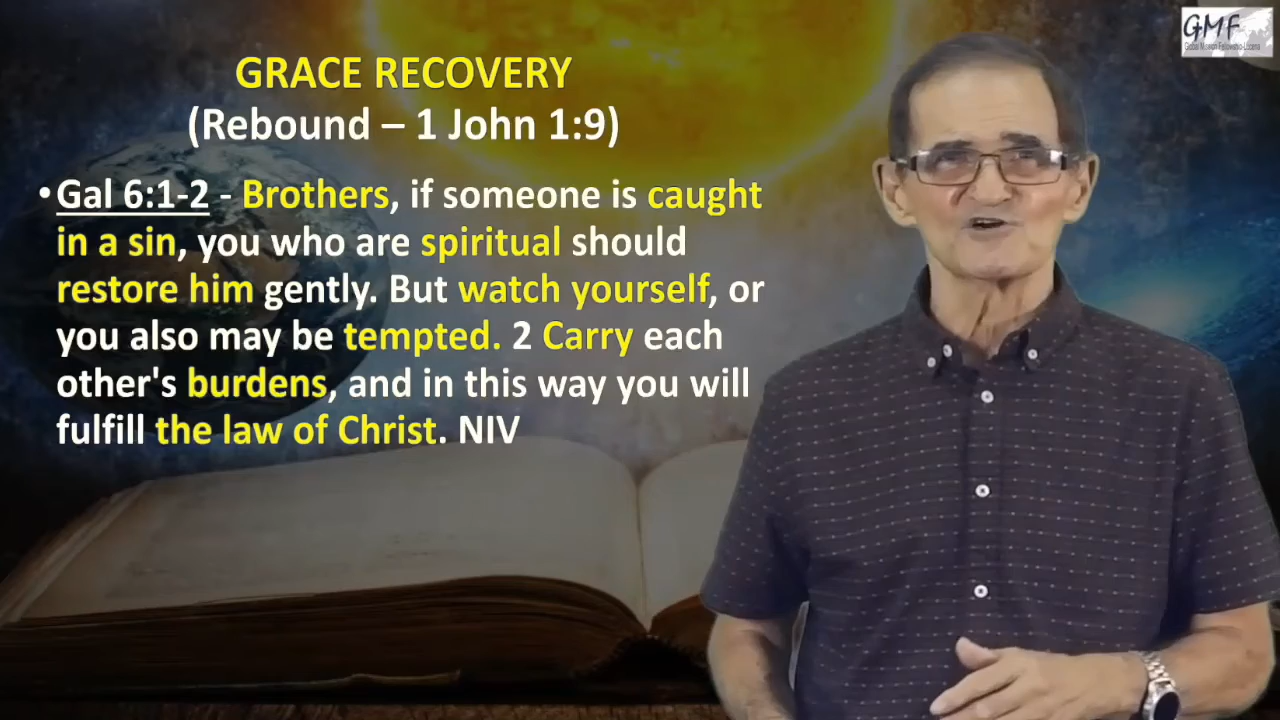 GMF
GRACE RECOVERY
(Rebound – 1 John 1:9)
•Gal 6:1-2 - Brothers, if someone is caught
in a sin, you who are spiritual should
restore him gently. But watch yourself, or
you also may be tempted. 2 Carry each
other's burdens, and in this way you will
fulfill the law of Christ. NIV